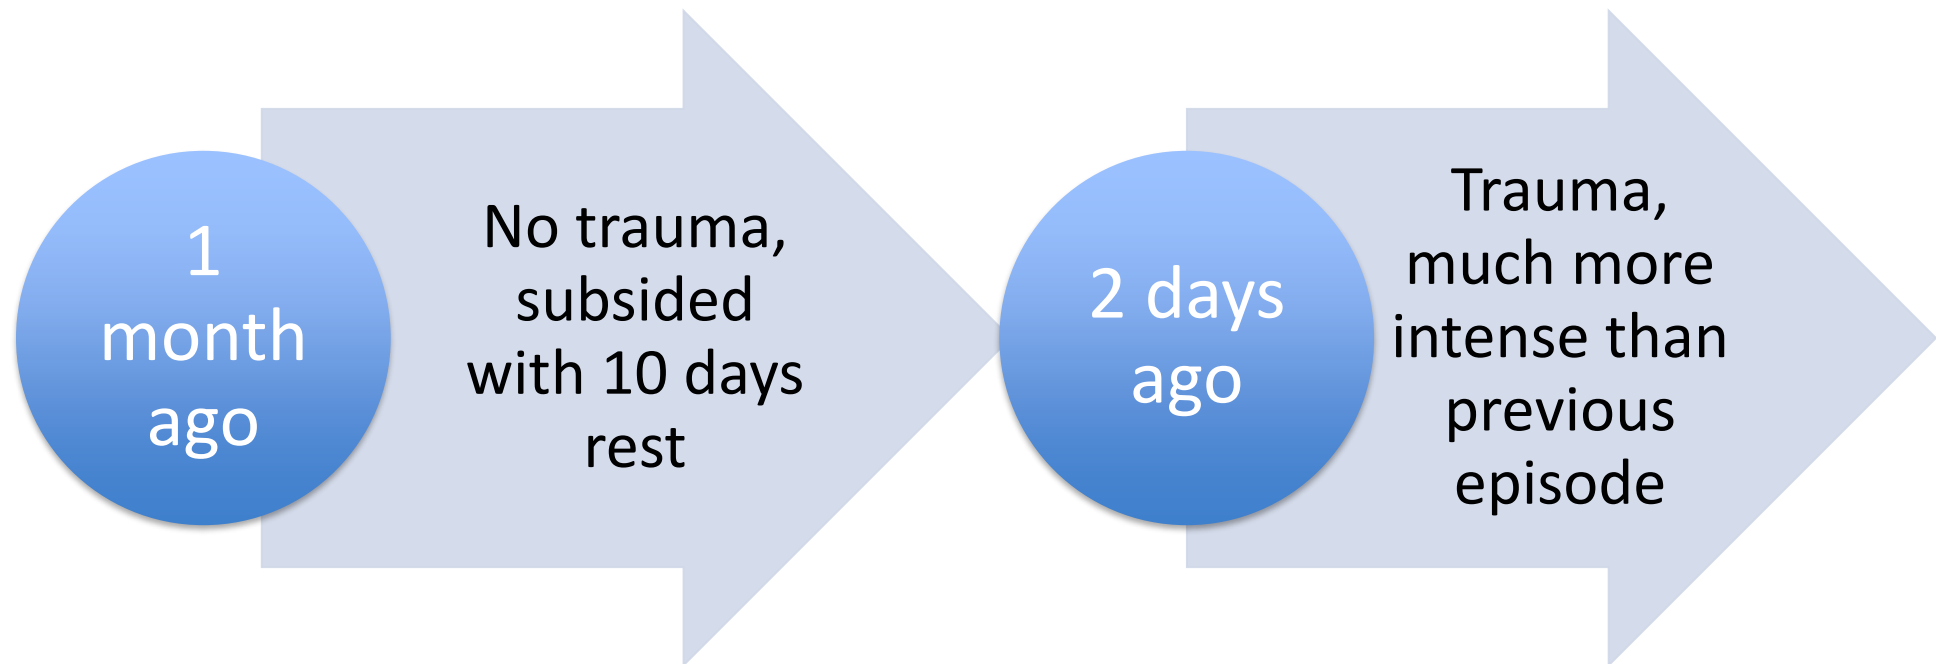 1
month
ago
No trauma,
subsided
with 10 days
rest
2 days
ago
Trauma,
much more
intense than
previous
episode